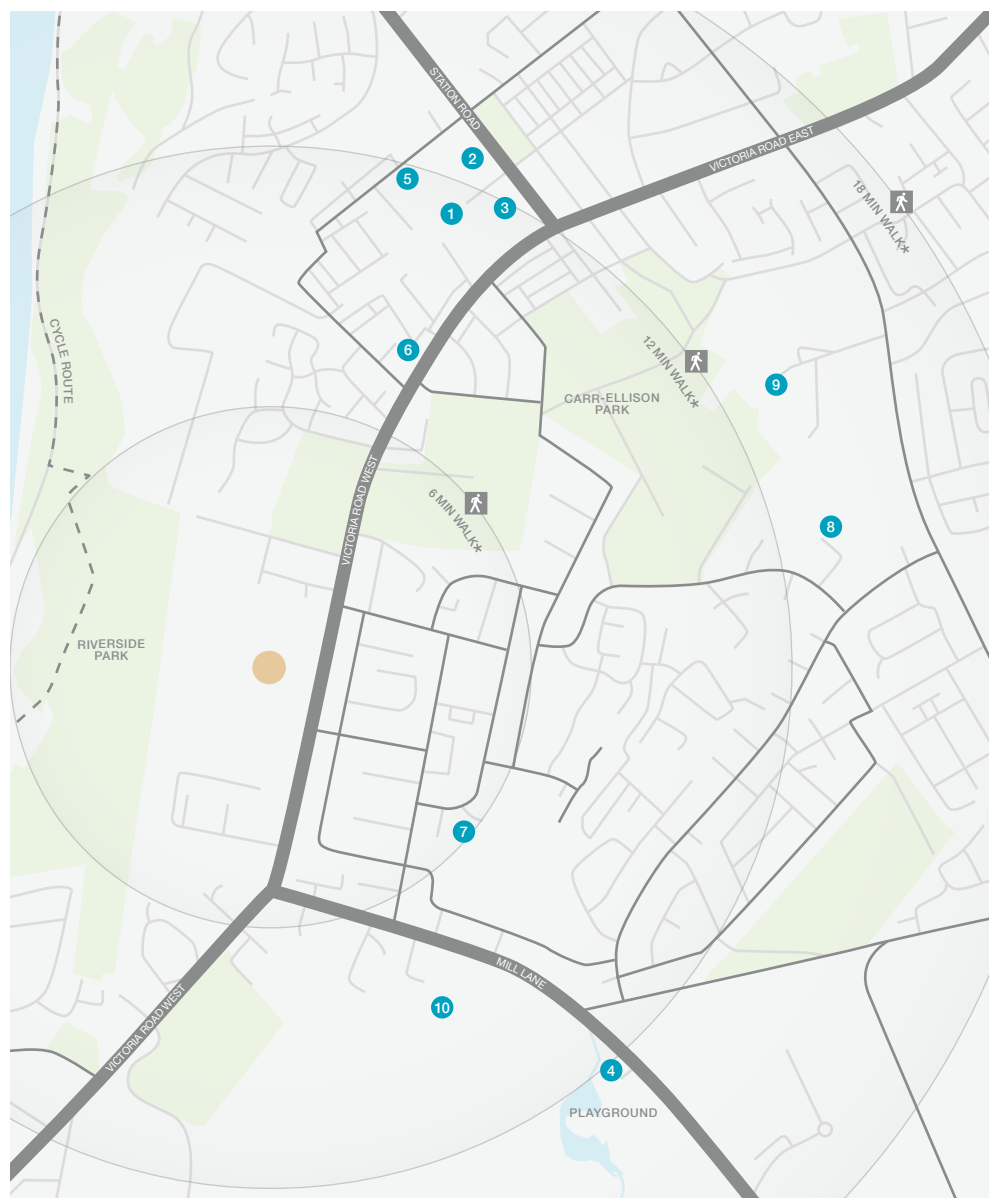 STATION ROAD
VICTORIA ROAD EAST
2
5
18 MIN WALK*
1
3
CYCLE ROUTE
6
12 MIN WALK*
9
CARR-ELLISON
PARK
VICTORIA ROAD WEST
6 MIN WALK*
8
RIVERSIDE
PARK
7
MILL LANE
10
VICTORIA ROAD WEST
4
PLAYGROUND